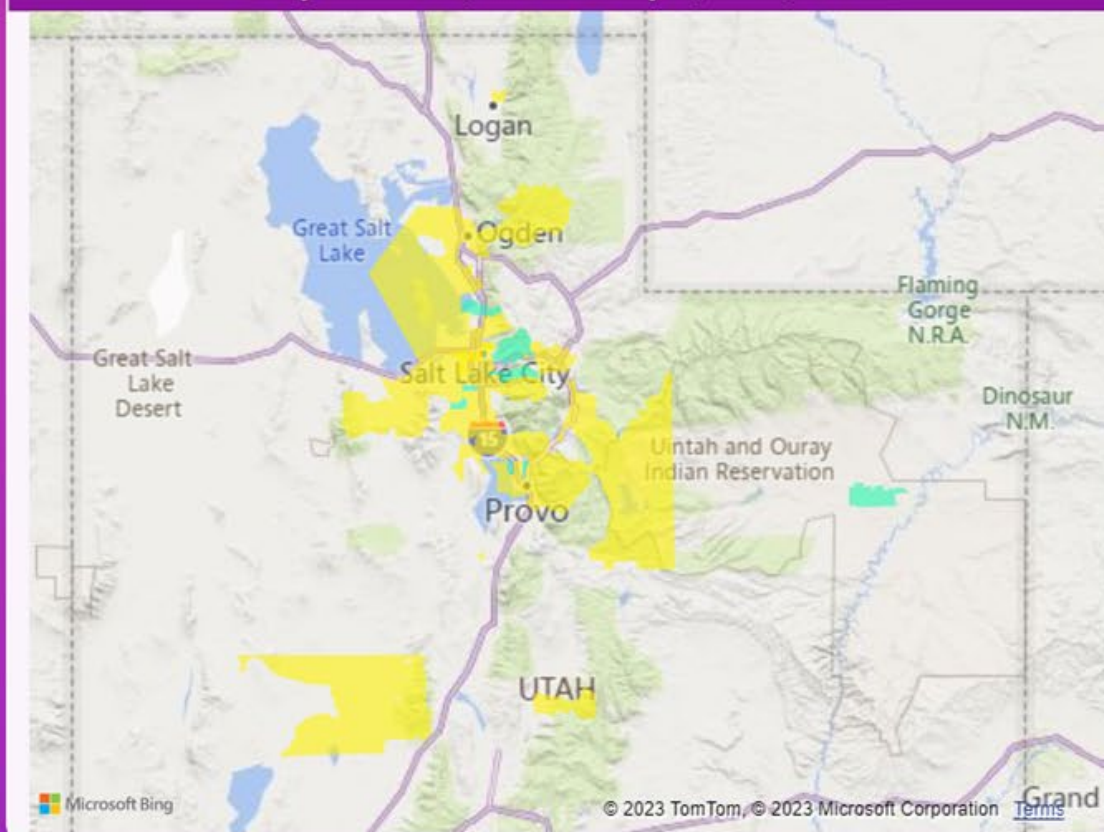 Logan
Great Salt
Lake
Ogden
Flaming
Gorge
N.R.A.
Great Salt
Lake
Desert
Salt Lake City
Dinosaur
N.M.
15
Uintah and Ouray
Indian Reservation
Provo
UTAH
Microsoft Bing
© 2023 TomTom, © 2023 Microsoft Corporation Terms
Grand